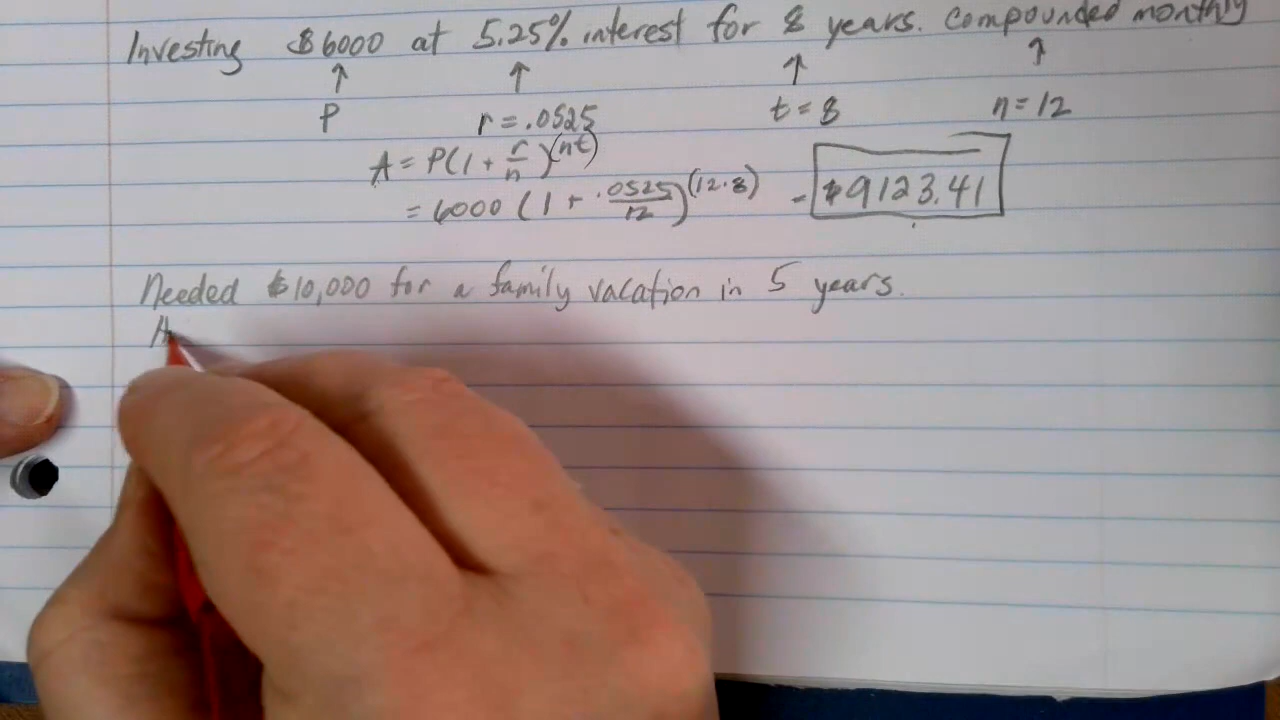 Investing $6000 at 5.25% interest for 8 years. Compounded monthly
↑ ↑ ↑ ↑
P r = .0525 t = 8 n = 12
A = P(1 + r/n)^(nt)
= 6000 (1 + .0525/12)^(12·8) = $9123.41
Needed $10,000 for a family vacation in 5 years.